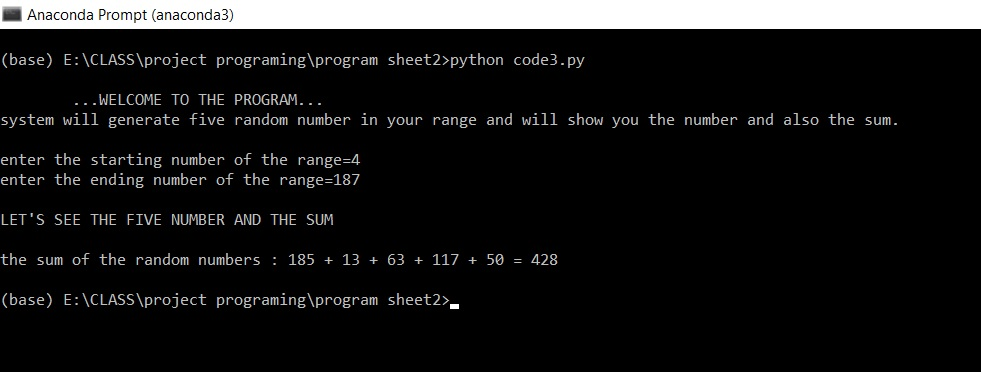 Anaconda Prompt (anaconda3)
(base) E:\CLASS\project programing\program sheet2>python code3.py
...WELCOME TO THE PROGRAM...
system will generate five random number in your range and will show you the number and also the sum.
enter the starting number of the range=4
enter the ending number of the range=187
LET'S SEE THE FIVE NUMBER AND THE SUM
the sum of the random numbers : 185 + 13 + 63 + 117 + 50 = 428
(base) E:\CLASS\project programing\program sheet2>